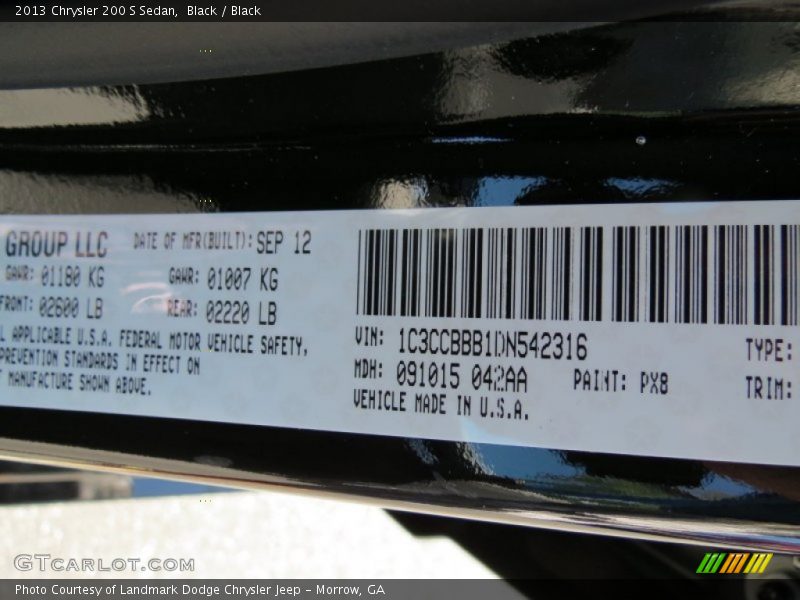 2013 Chrysler 200 S Sedan, Black / Black
GROUP LLC DATE OF MFR(BUILT): SEP 12
GAWR: 01180 KG GAWR: 01007 KG
FRONT: 02600 LB REAR: 02220 LB
APPLICABLE U.S.A. FEDERAL MOTOR VEHICLE SAFETY,
PREVENTION STANDARDS IN EFFECT ON
MANUFACTURE SHOWN ABOVE.
VIN: 1C3CCBBB1DN542316 TYPE:
MDH: 091015 042AA PAINT: PX8 TRIM:
VEHICLE MADE IN U.S.A.
GTCARLOT.COM
Photo Courtesy of Landmark Dodge Chrysler Jeep – Morrow, GA